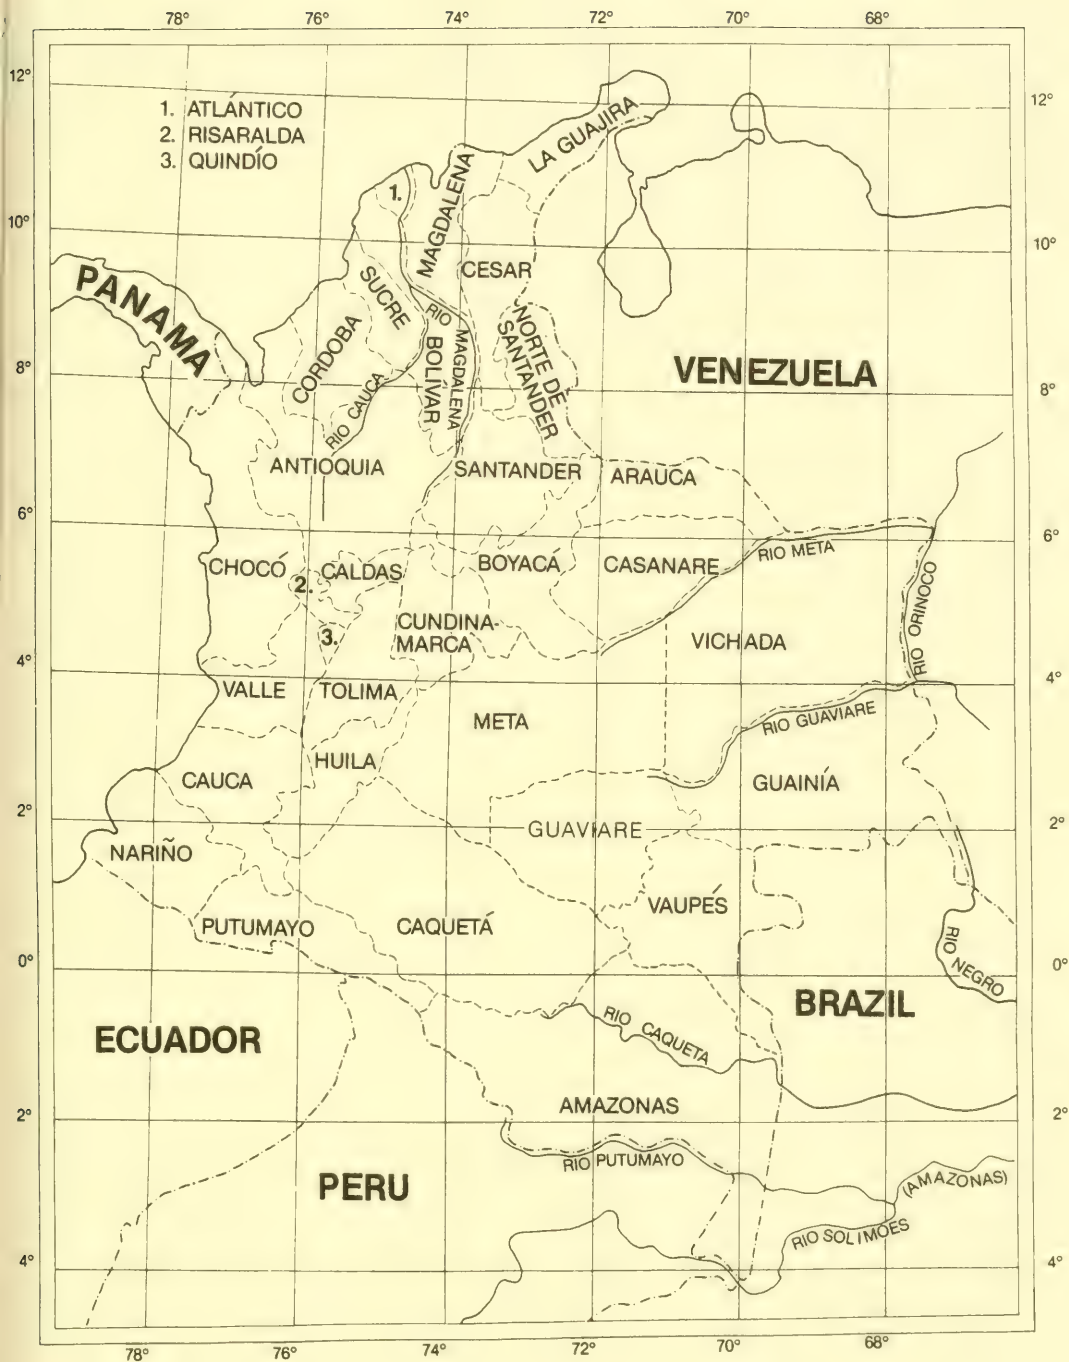 78° 76° 74° 72° 70° 68°
12° 12°
1. ATLÁNTICO
2. RISARALDA
3. QUINDÍO
LA GUAJIRA
1.
MAGDALENA
10° 10°
CESAR
PANAMA
SUCRE
RIO MAGDALENA
NORTE DE
SANTANDER
CORDOBA
BOLÍVAR
VENEZUELA
8° 8°
RIO CAUCA
ANTIOQUIA
SANTANDER
ARAUCA
6° 6°
CHOCÓ
2.
CALDAS
BOYACÁ
CASANARE
RIO META
RIO ORINOCO
3.
CUNDINA-
MARCA
VICHADA
4° 4°
VALLE
TOLIMA
META
RIO GUAVIARE
CAUCA
HUILA
GUAINÍA
2° 2°
GUAVIARE
NARIÑO
VAUPÉS
PUTUMAYO
CAQUETÁ
RIO NEGRO
0° 0°
BRAZIL
ECUADOR
RIO CAQUETA
AMAZONAS
2° 2°
RIO PUTUMAYO
PERU
(AMAZONAS)
RIO SOLIMOES
4° 4°
78° 76° 74° 72° 70° 68°